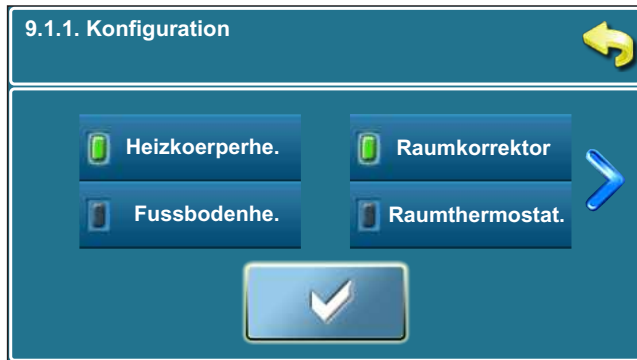 9.1.1. Konfiguration
Heizkoerperhe.
Raumkorrektor
Fussbodenhe.
Raumthermostat.